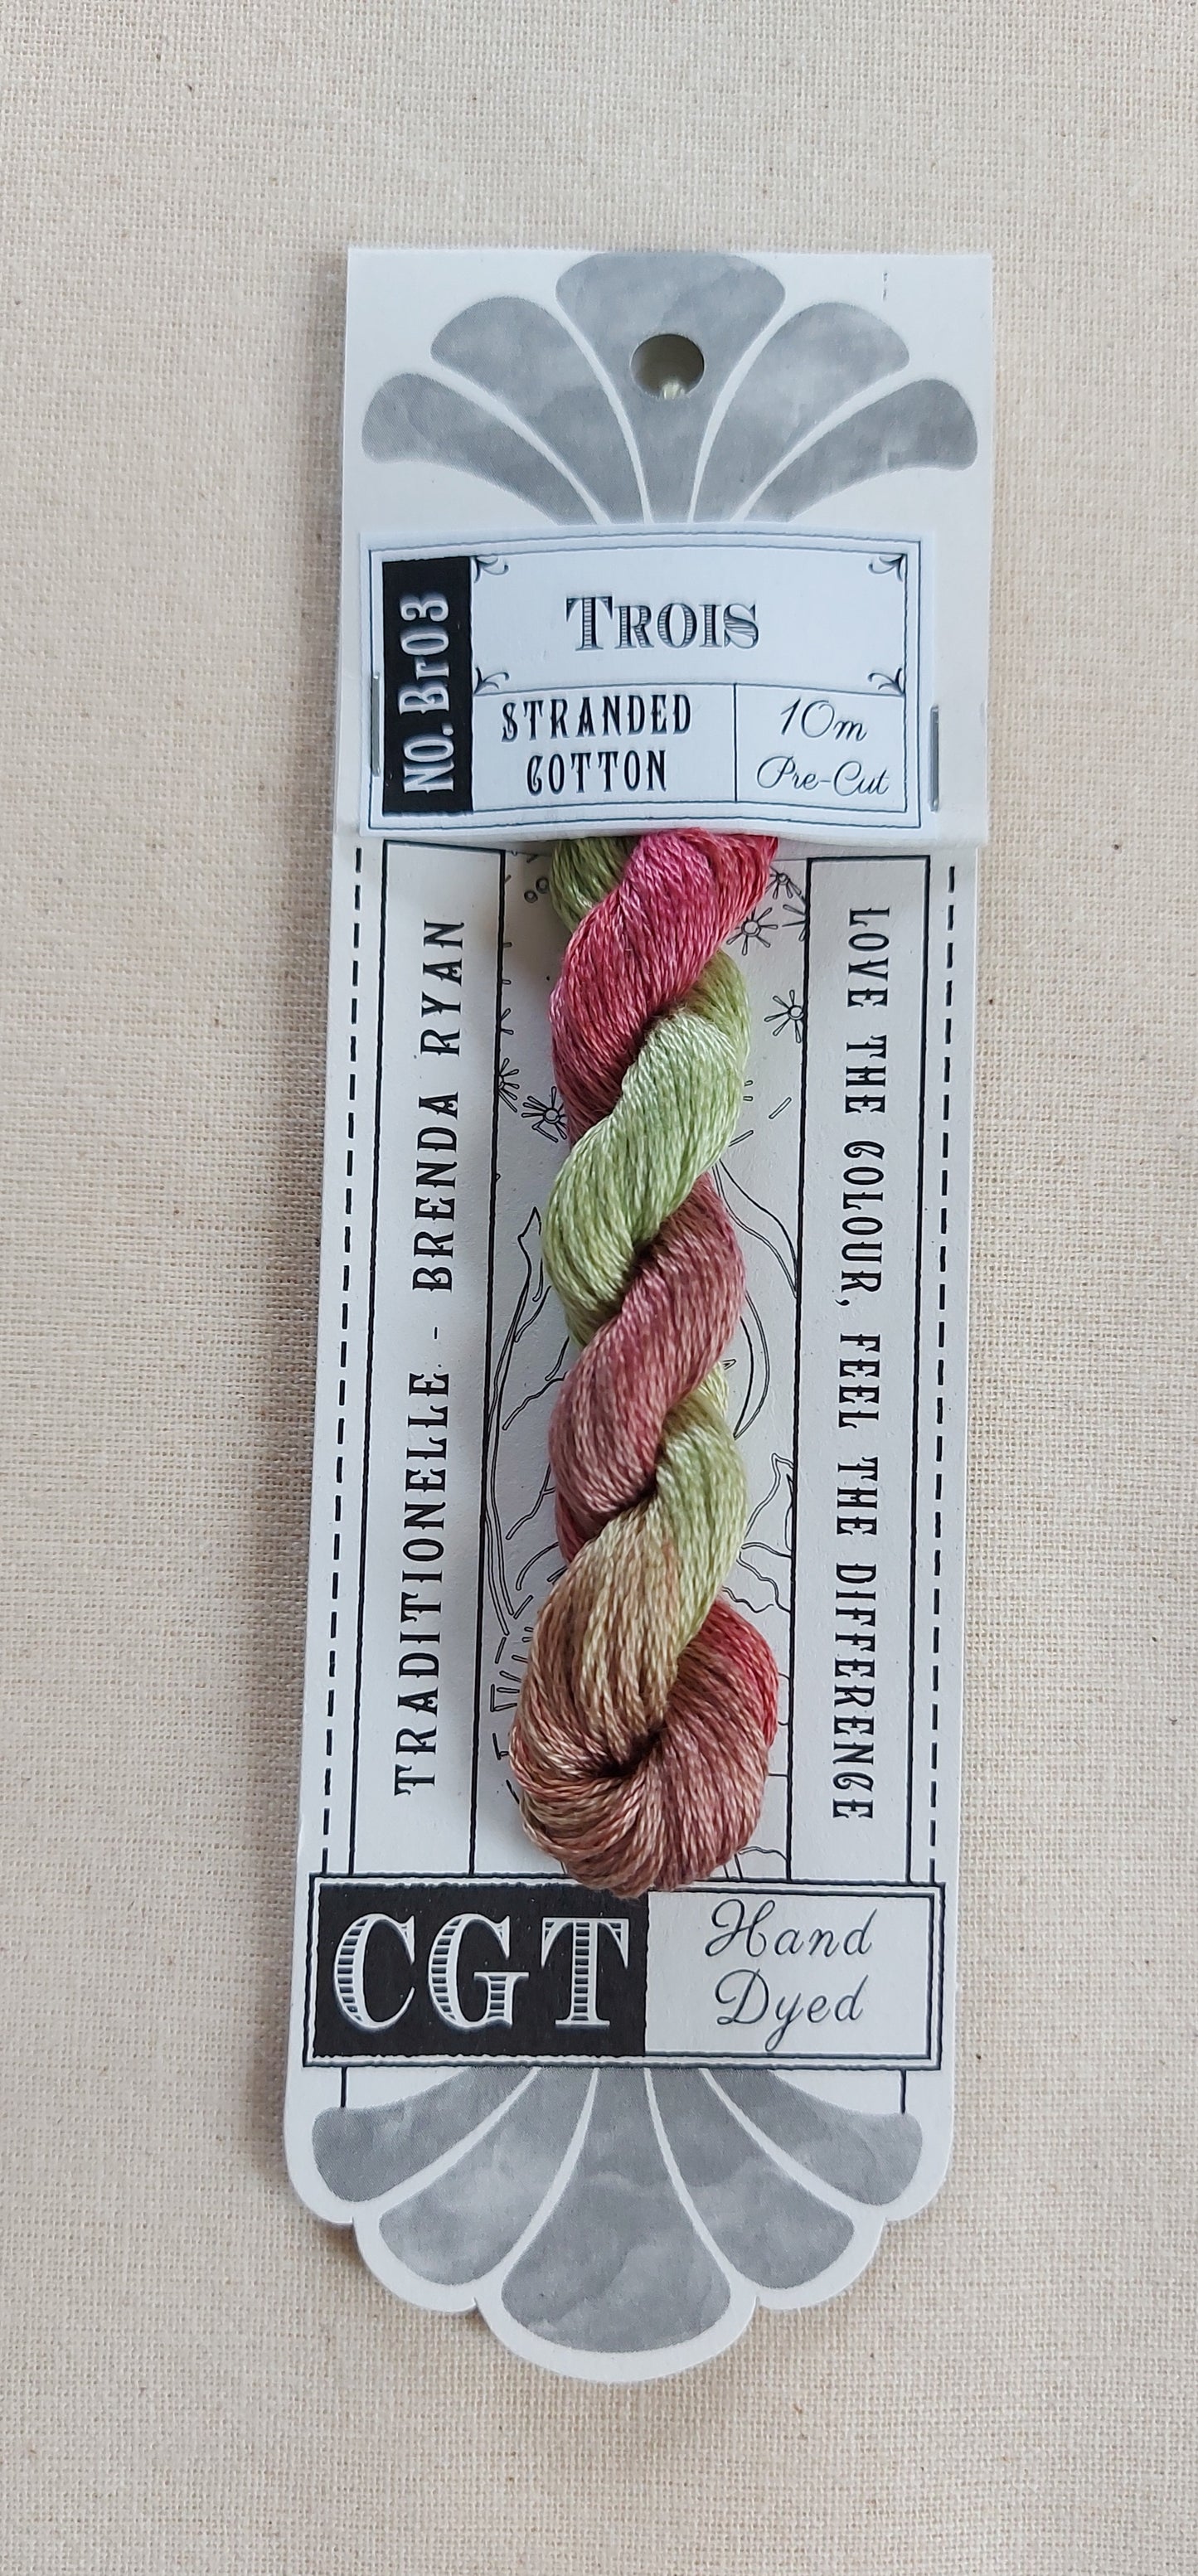 NO. Br03
TROIS
STRANDED
COTTON
10m
Pre-Cut
TRADITIONELLE - BRENDA RYAN
LOVE THE COLOUR, FEEL THE DIFFERENCE
CGT
Hand
Dyed